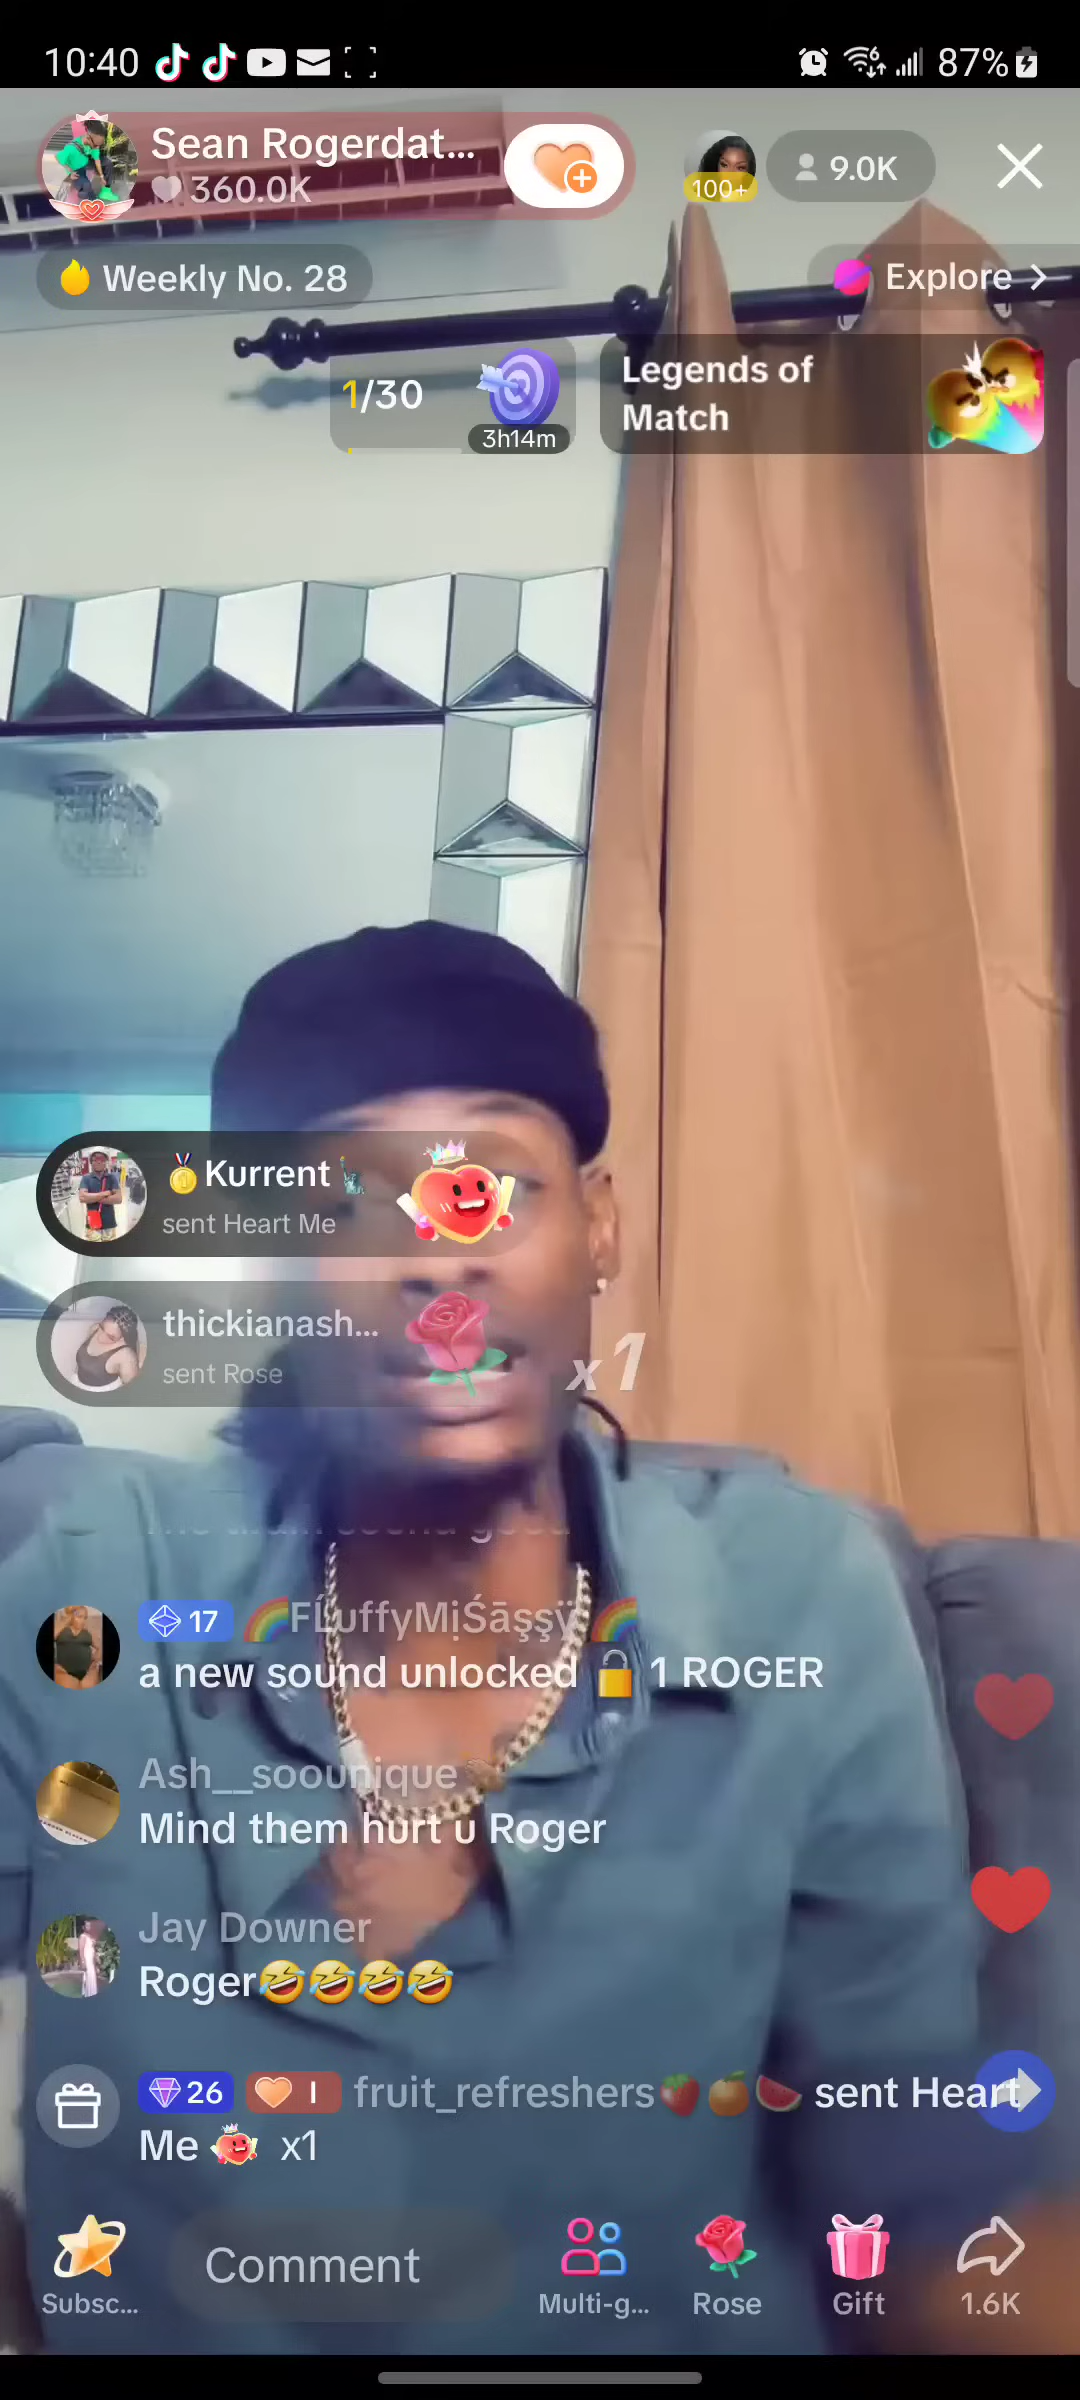 10:40
87%
Sean Rogerdat...
360.0K
100+
9.0K
Weekly No. 28
Explore >
1/30
3h14m
Legends of
Match
🥇Kurrent🗽
sent Heart Me
thickianash...
sent Rose
x1
17 🌈FĹuffyMịŚāşşÿ🌈
a new sound unlocked 🔒 1 ROGER
Ash__soounique
Mind them hurt u Roger
Jay Downer
Roger🤣🤣🤣🤣
26 I fruit_refreshers🍓🍊🍉 sent Heart
Me x1
Subsc...
Comment
Multi-g...
Rose
Gift
1.6K